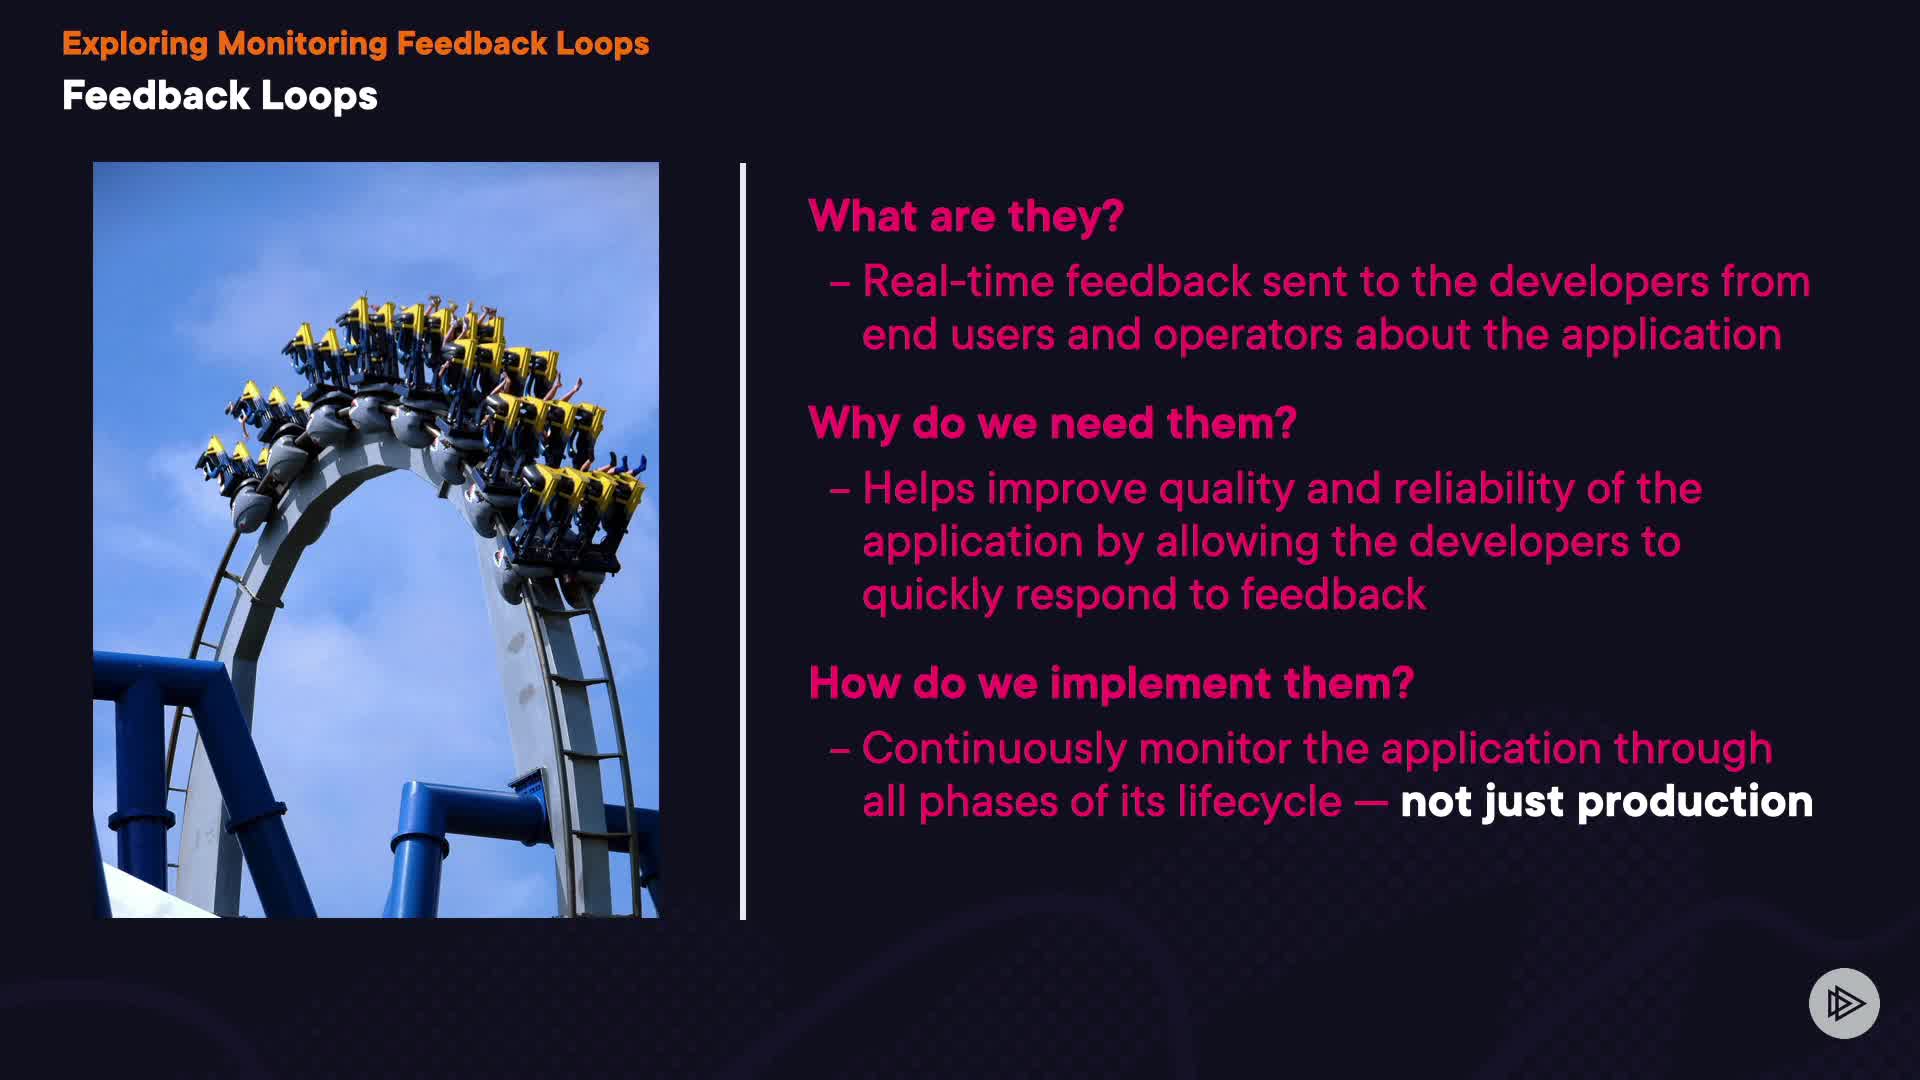 Exploring Monitoring Feedback Loops
Feedback Loops
What are they?
– Real-time feedback sent to the developers from
end users and operators about the application
Why do we need them?
– Helps improve quality and reliability of the
application by allowing the developers to
quickly respond to feedback
How do we implement them?
– Continuously monitor the application through
all phases of its lifecycle — not just production